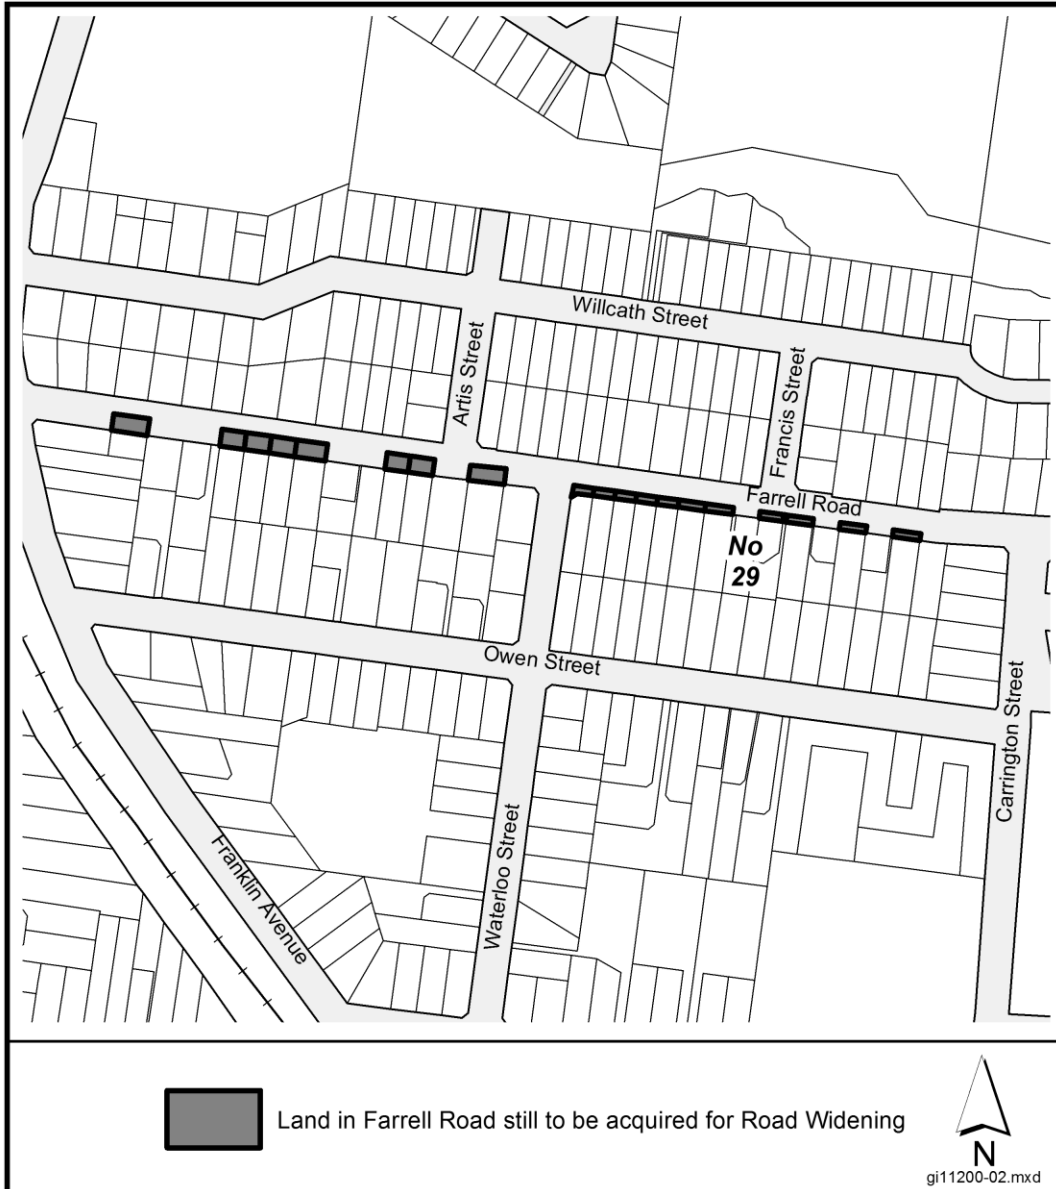 Willcath Street
Artis Street
Francis Street
Farrell Road
No
29
Owen Street
Carrington Street
Waterloo Street
Franklin Avenue
Land in Farrell Road still to be acquired for Road Widening
N
gi11200-02.mxd